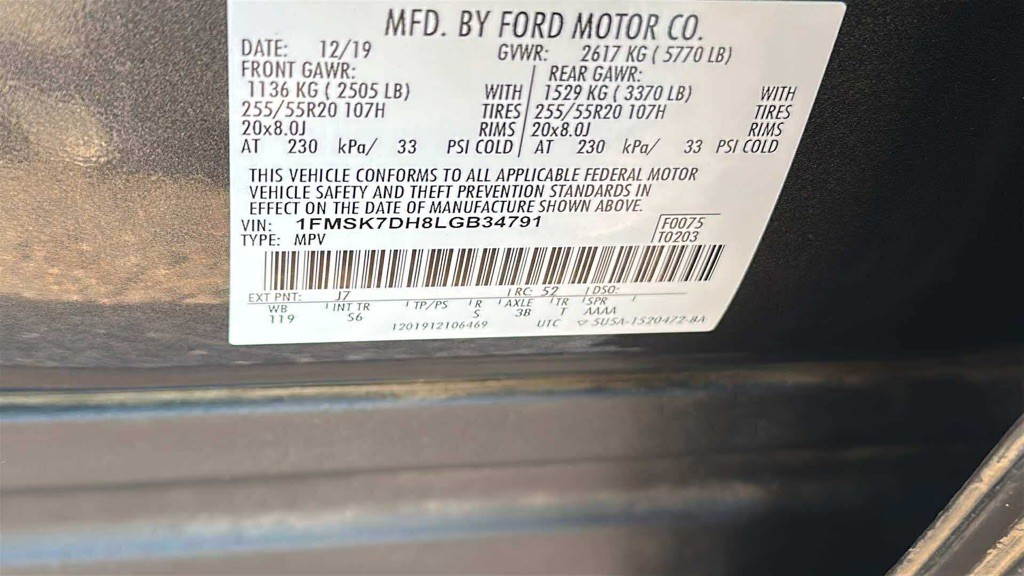 MFD. BY FORD MOTOR CO.
DATE: 12/19 GVWR: 2617 KG ( 5770 LB)
FRONT GAWR: REAR GAWR:
1136 KG ( 2505 LB) WITH 1529 KG ( 3370 LB) WITH
255/55R20 107H TIRES 255/55R20 107H TIRES
20x8.0J RIMS 20x8.0J RIMS
AT 230 kPa/ 33 PSI COLD AT 230 kPa/ 33 PSI COLD
THIS VEHICLE CONFORMS TO ALL APPLICABLE FEDERAL MOTOR
VEHICLE SAFETY AND THEFT PREVENTION STANDARDS IN
EFFECT ON THE DATE OF MANUFACTURE SHOWN ABOVE.
VIN: 1FMSK7DH8LGB34791 F0075
TYPE: MPV T0203
EXT PNT: J7 RC: 52 DSO:
WB INT TR TP/PS R AXLE TR SPR
119 S6 S 3B T AAAA
1201912106469 UTC SUSA-1520472-BA